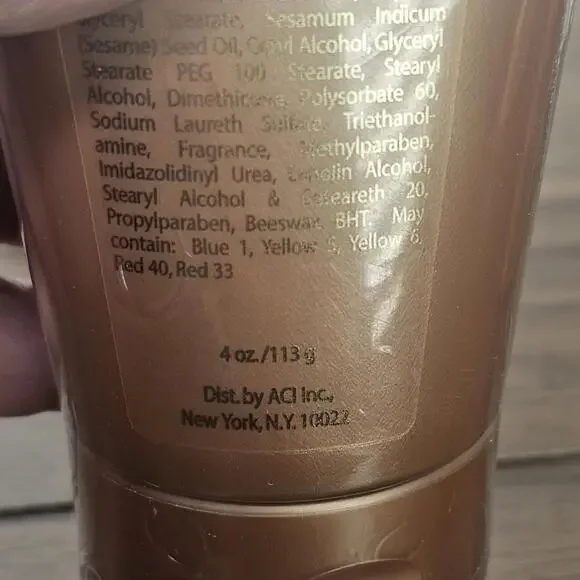 Glyceryl Stearate, Sesamum Indicum
(Sesame) Seed Oil, Cetyl Alcohol, Glyceryl
Stearate PEG 100 Stearate, Stearyl
Alcohol, Dimethicone, Polysorbate 60,
Sodium Laureth Sulfate, Triethanol-
amine, Fragrance, Methylparaben,
Imidazolidinyl Urea, Lanolin Alcohol,
Stearyl Alcohol & Ceteareth 20,
Propylparaben, Beeswax, BHT. May
contain: Blue 1, Yellow 5, Yellow 6,
Red 40, Red 33
4 oz./113 g
Dist. by ACI Inc.,
New York, N.Y. 10022